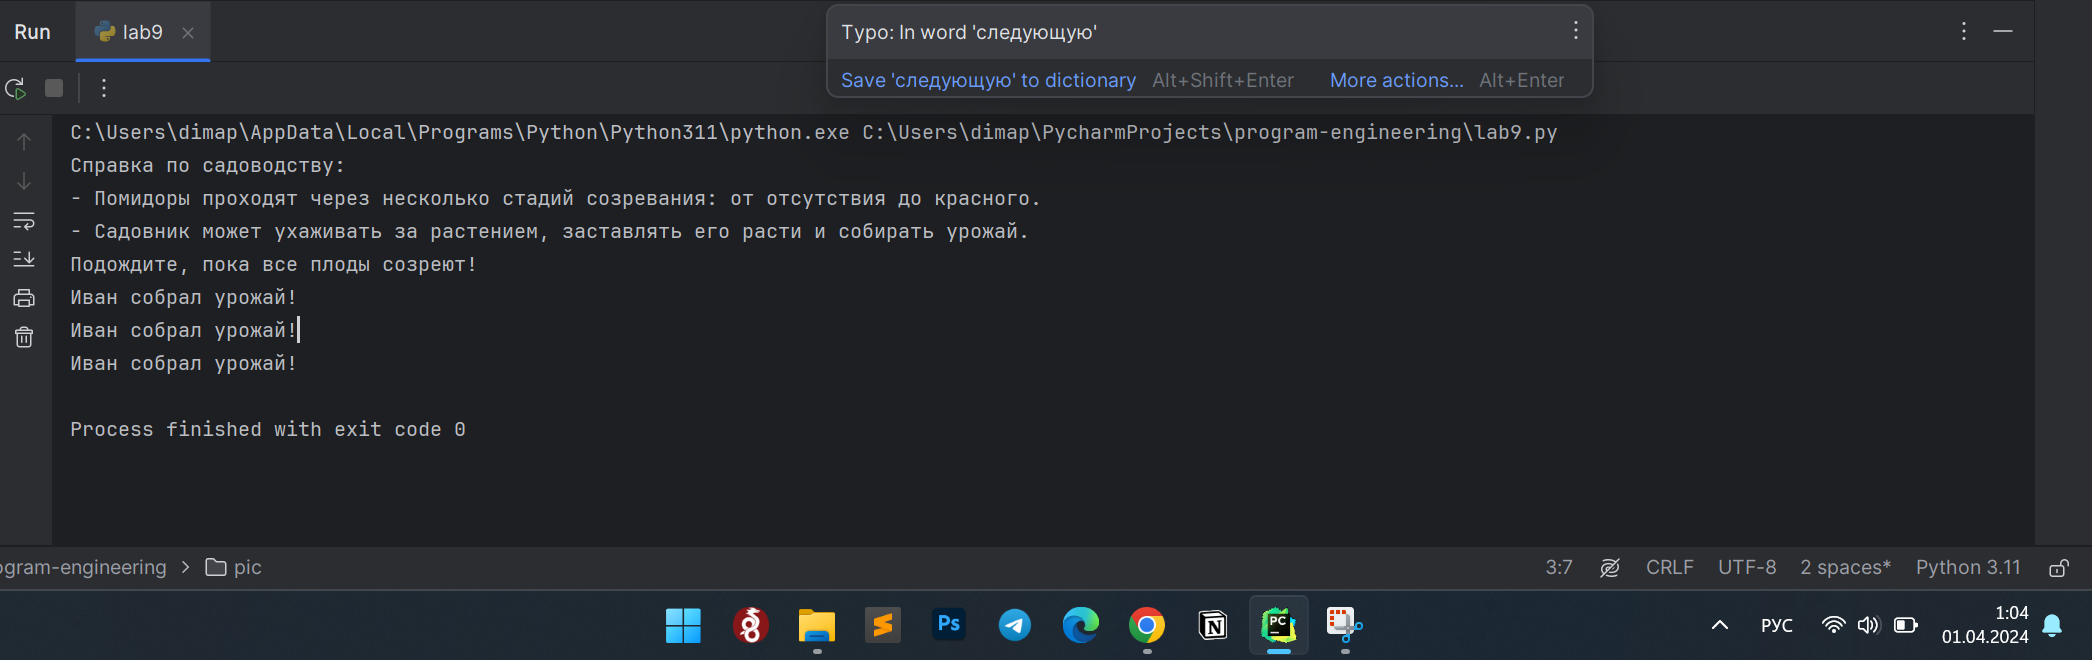 Run
lab9
Typo: In word 'следующую'
Save 'следующую' to dictionary Alt+Shift+Enter More actions... Alt+Enter
C:\Users\dimap\AppData\Local\Programs\Python\Python311\python.exe C:\Users\dimap\PycharmProjects\program-engineering\lab9.py
Справка по садоводству:
- Помидоры проходят через несколько стадий созревания: от отсутствия до красного.
- Садовник может ухаживать за растением, заставлять его расти и собирать урожай.
Подождите, пока все плоды созреют!
Иван собрал урожай!
Иван собрал урожай!
Иван собрал урожай!
Process finished with exit code 0
ogram-engineering > pic 3:7 CRLF UTF-8 2 spaces* Python 3.11
Ps
N
PC
РУС
1:04
01.04.2024